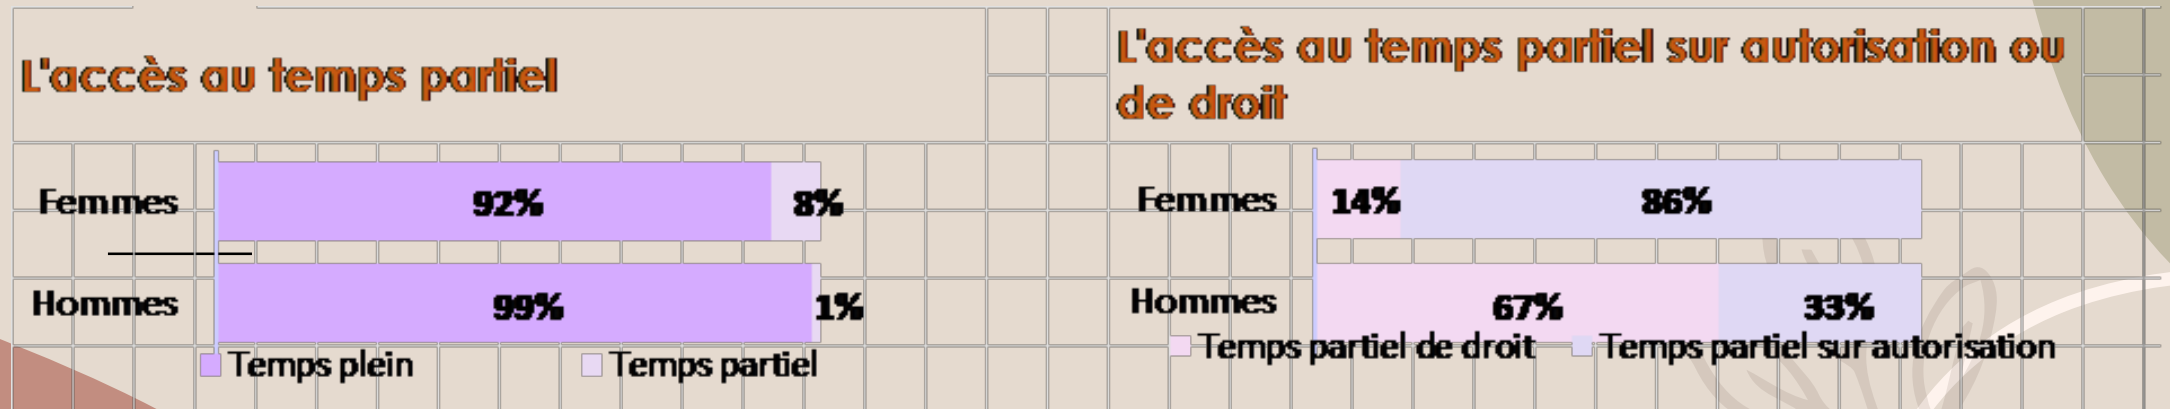 L'accès au temps partiel
Femmes 92% 8%
Hommes 99% 1%
Temps plein Temps partiel
L'accès au temps partiel sur autorisation ou
de droit
Femmes 14% 86%
Hommes 67% 33%
Temps partiel de droit Temps partiel sur autorisation